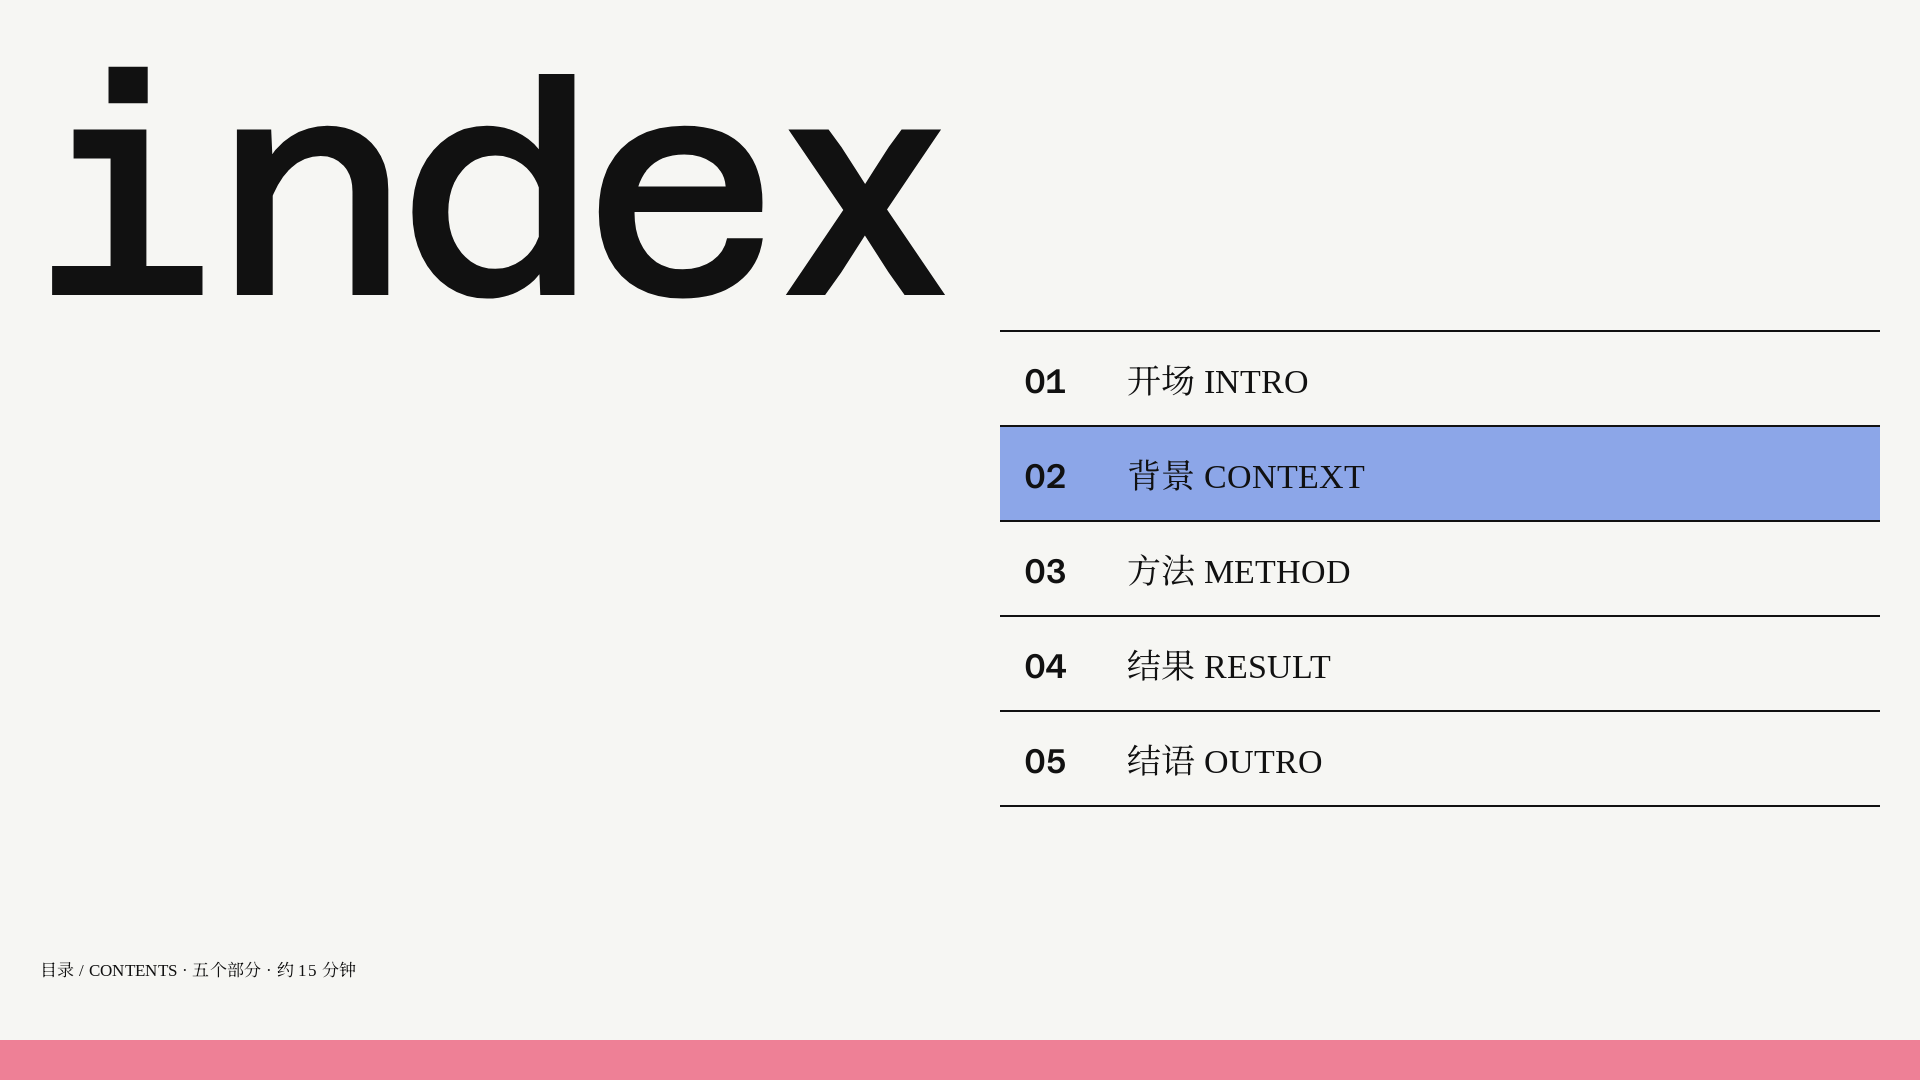 index
01 开场 INTRO
02 背景 CONTEXT
03 方法 METHOD
04 结果 RESULT
05 结语 OUTRO
目录 / CONTENTS · 五个部分 · 约 15 分钟